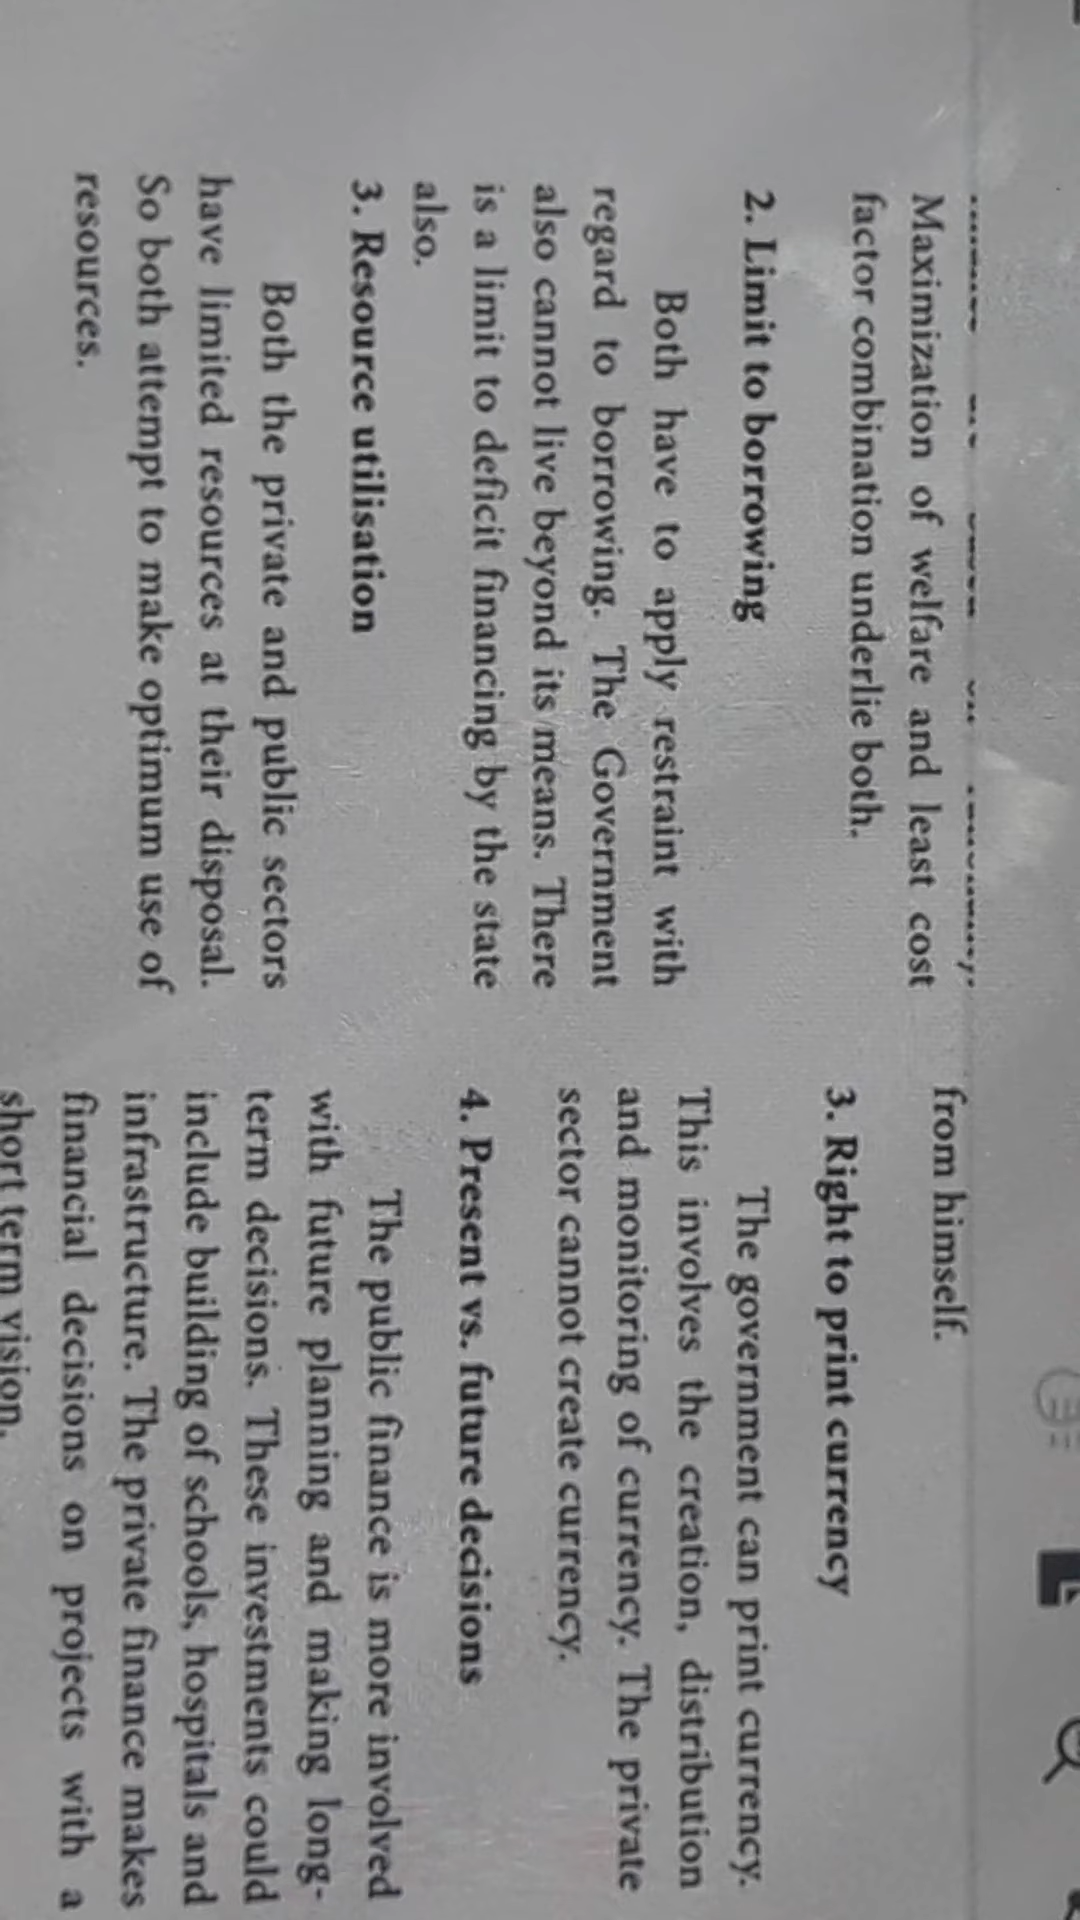 Maximization of welfare and least cost
factor combination underlie both.
2. Limit to borrowing
Both have to apply restraint with
regard to borrowing. The Government
also cannot live beyond its means. There
is a limit to deficit financing by the state
also.
3. Resource utilisation
Both the private and public sectors
have limited resources at their disposal.
So both attempt to make optimum use of
resources.
from himself.
3. Right to print currency
The government can print currency.
This involves the creation, distribution
and monitoring of currency. The private
sector cannot create currency.
4. Present vs. future decisions
The public finance is more involved
with future planning and making long-
term decisions. These investments could
include building of schools, hospitals and
infrastructure. The private finance makes
financial decisions on projects with a
short term vision.